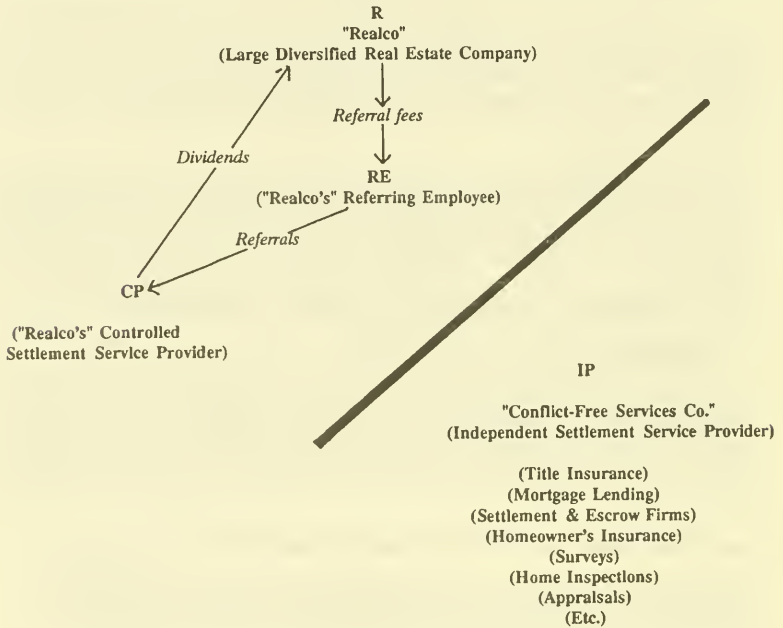 R
"Realco"
(Large Diversified Real Estate Company)
Referral fees
Dividends
RE
("Realco's" Referring Employee)
Referrals
CP
("Realco's" Controlled
Settlement Service Provider)
IP
"Conflict-Free Services Co."
(Independent Settlement Service Provider)
(Title Insurance)
(Mortgage Lending)
(Settlement & Escrow Firms)
(Homeowner's Insurance)
(Surveys)
(Home Inspections)
(Appraisals)
(Etc.)